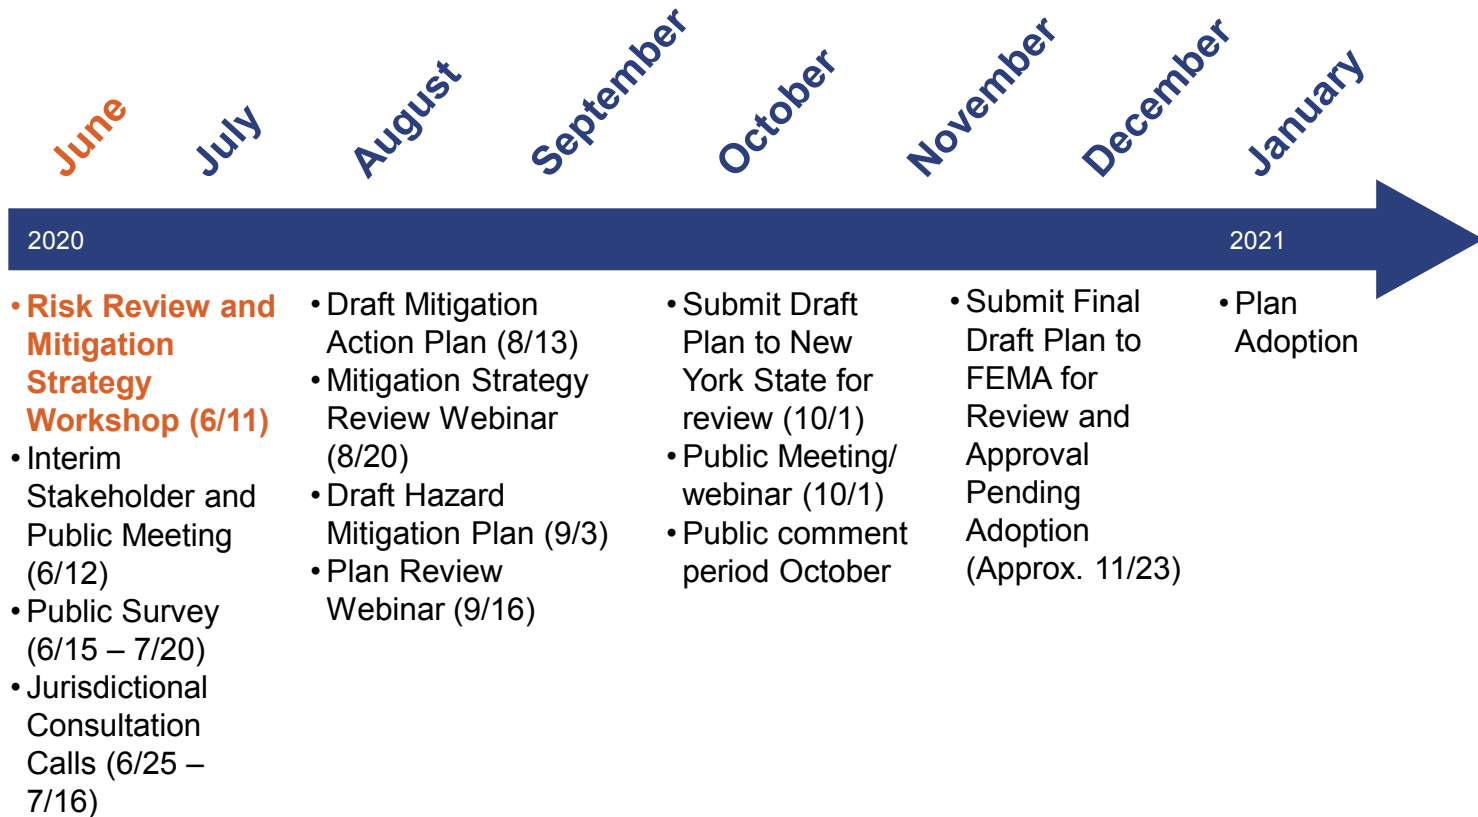 June
July
August
September
October
November
December
January
2020
2021
• Risk Review and
Mitigation
Strategy
Workshop (6/11)
• Interim
Stakeholder and
Public Meeting
(6/12)
• Public Survey
(6/15 – 7/20)
• Jurisdictional
Consultation
Calls (6/25 –
7/16)
• Draft Mitigation
Action Plan (8/13)
• Mitigation Strategy
Review Webinar
(8/20)
• Draft Hazard
Mitigation Plan (9/3)
• Plan Review
Webinar (9/16)
• Submit Draft
Plan to New
York State for
review (10/1)
• Public Meeting/
webinar (10/1)
• Public comment
period October
• Submit Final
Draft Plan to
FEMA for
Review and
Approval
Pending
Adoption
(Approx. 11/23)
• Plan
Adoption